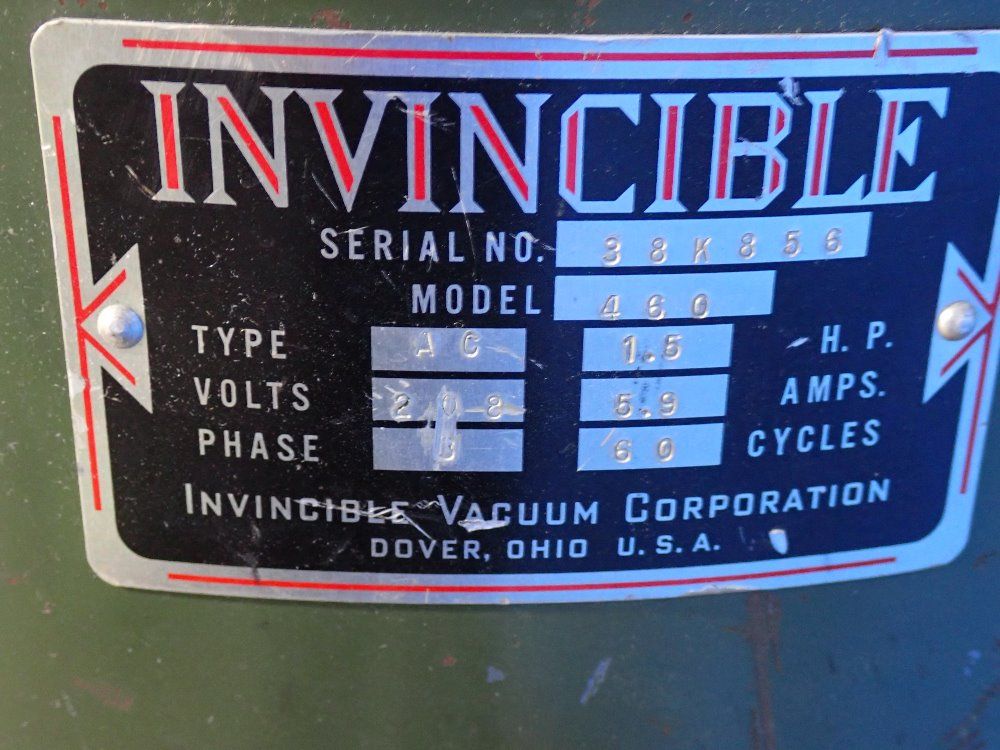 INVINCIBLE
SERIAL NO. 38K856
MODEL 460
TYPE AC 1.5 H. P.
VOLTS 208 5.9 AMPS.
PHASE 60 CYCLES
INVINCIBLE VACUUM CORPORATION
DOVER, OHIO U. S. A.